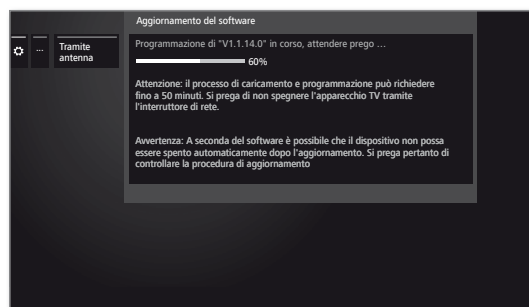 Aggiornamento del software
...
Tramite
antenna
Programmazione di "V1.1.14.0" in corso, attendere prego ...
60%
Attenzione: il processo di caricamento e programmazione può richiedere
fino a 50 minuti. Si prega di non spegnere l'apparecchio TV tramite
l'interruttore di rete.
Avvertenza: A seconda del software è possibile che il dispositivo non possa
essere spento automaticamente dopo l'aggiornamento. Si prega pertanto di
controllare la procedura di aggiornamento